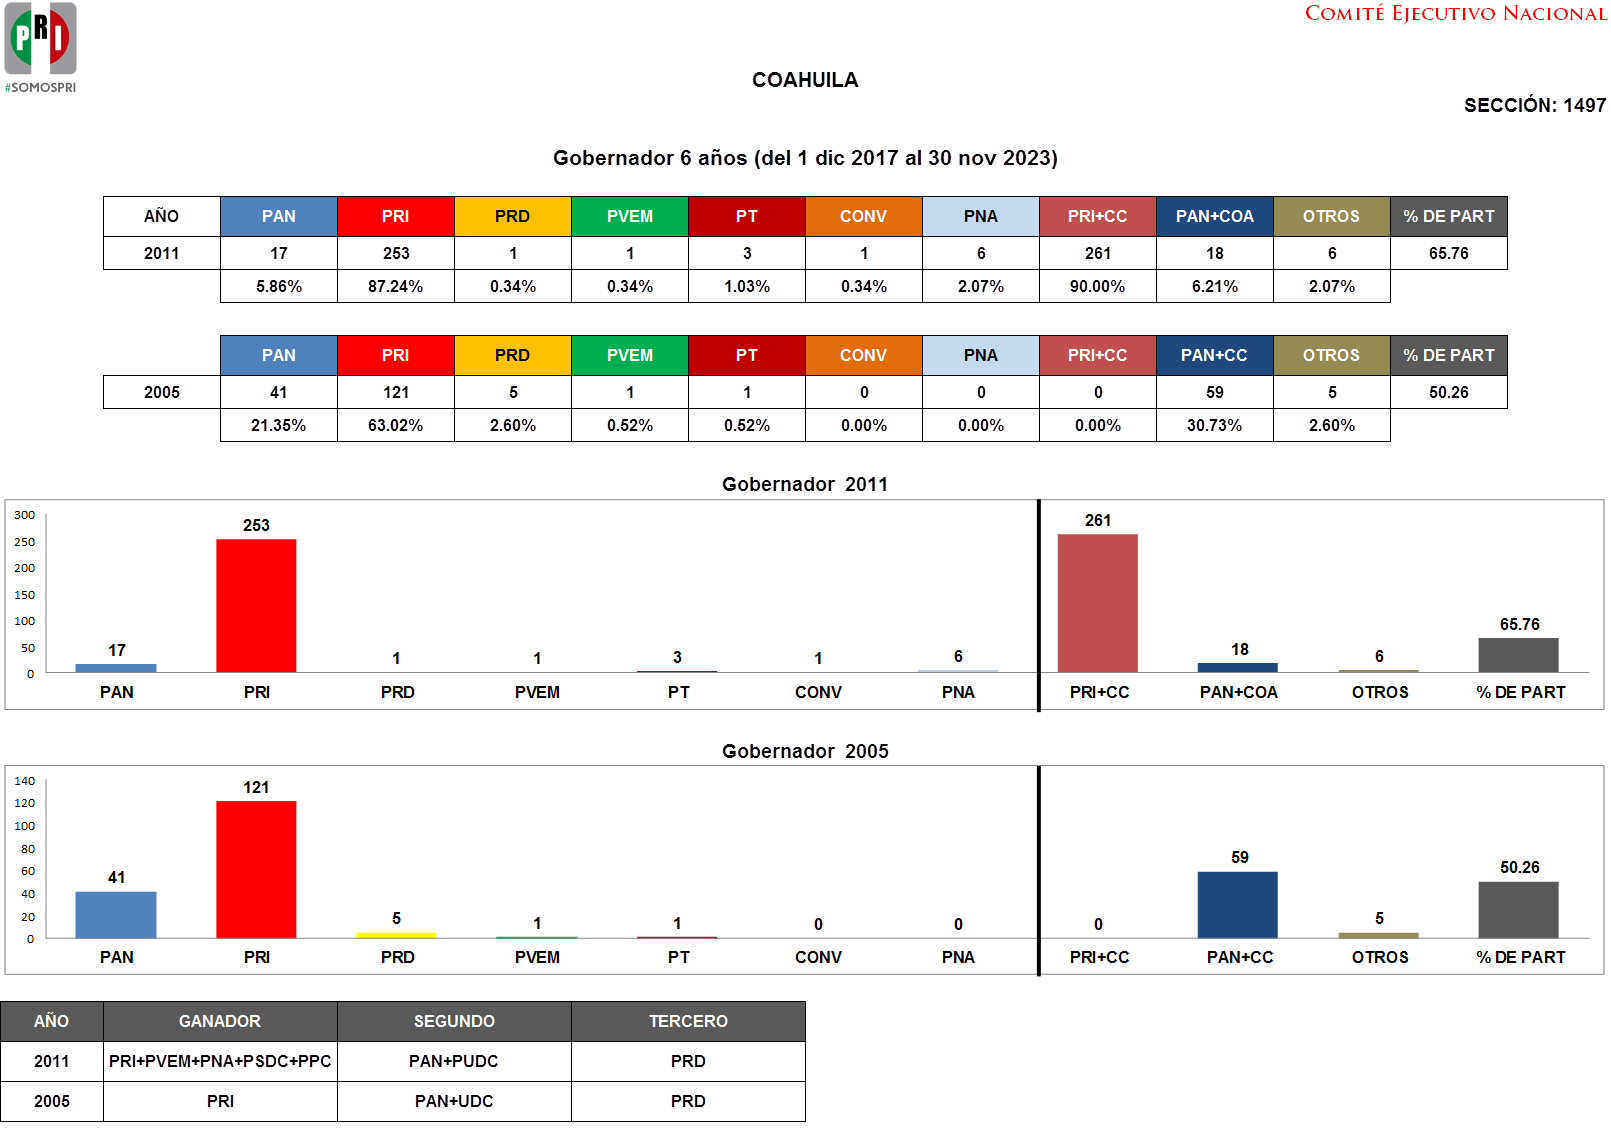 PRI
#SOMOSPRI
COMITÉ EJECUTIVO NACIONAL
COAHUILA
SECCIÓN: 1497
Gobernador 6 años (del 1 dic 2017 al 30 nov 2023)
AÑO PAN PRI PRD PVEM PT CONV PNA PRI+CC PAN+COA OTROS % DE PART
2011 17 253 1 1 3 1 6 261 18 6 65.76
5.86% 87.24% 0.34% 0.34% 1.03% 0.34% 2.07% 90.00% 6.21% 2.07%
PAN PRI PRD PVEM PT CONV PNA PRI+CC PAN+CC OTROS % DE PART
2005 41 121 5 1 1 0 0 0 59 5 50.26
21.35% 63.02% 2.60% 0.52% 0.52% 0.00% 0.00% 0.00% 30.73% 2.60%
Gobernador 2011
300
250
200
150
100
50
0
17 253 1 1 3 1 6 261 18 6 65.76
PAN PRI PRD PVEM PT CONV PNA PRI+CC PAN+COA OTROS % DE PART
Gobernador 2005
140
120
100
80
60
40
20
0
41 121 5 1 1 0 0 0 59 5 50.26
PAN PRI PRD PVEM PT CONV PNA PRI+CC PAN+CC OTROS % DE PART
AÑO GANADOR SEGUNDO TERCERO
2011 PRI+PVEM+PNA+PSDC+PPC PAN+PUDC PRD
2005 PRI PAN+UDC PRD